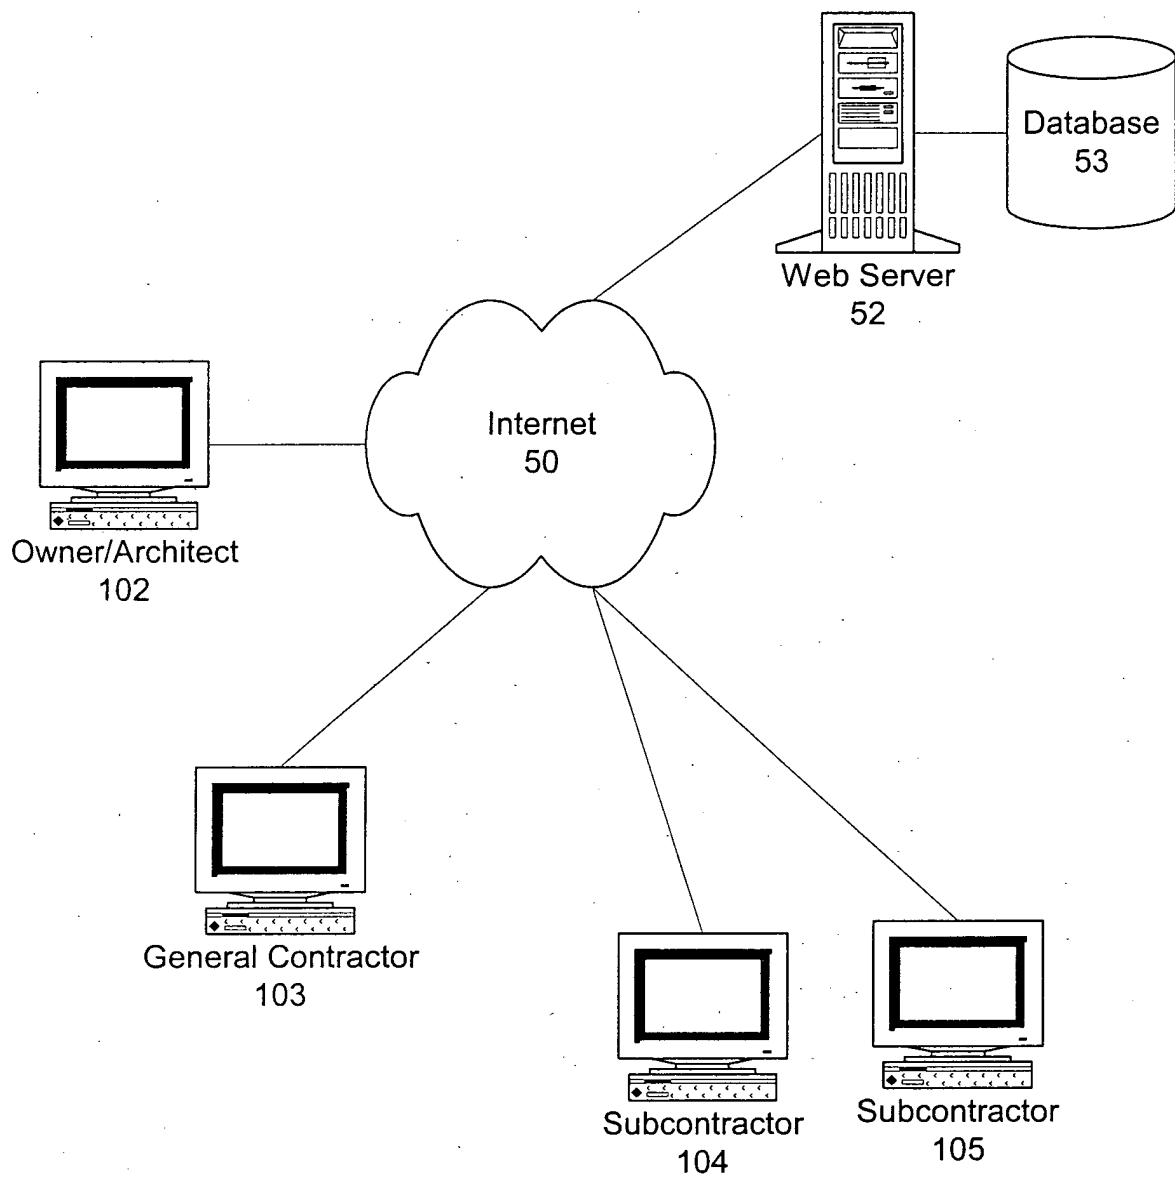 Database
53
Web Server
52
Internet
50
Owner/Architect
102
General Contractor
103
Subcontractor
104
Subcontractor
105